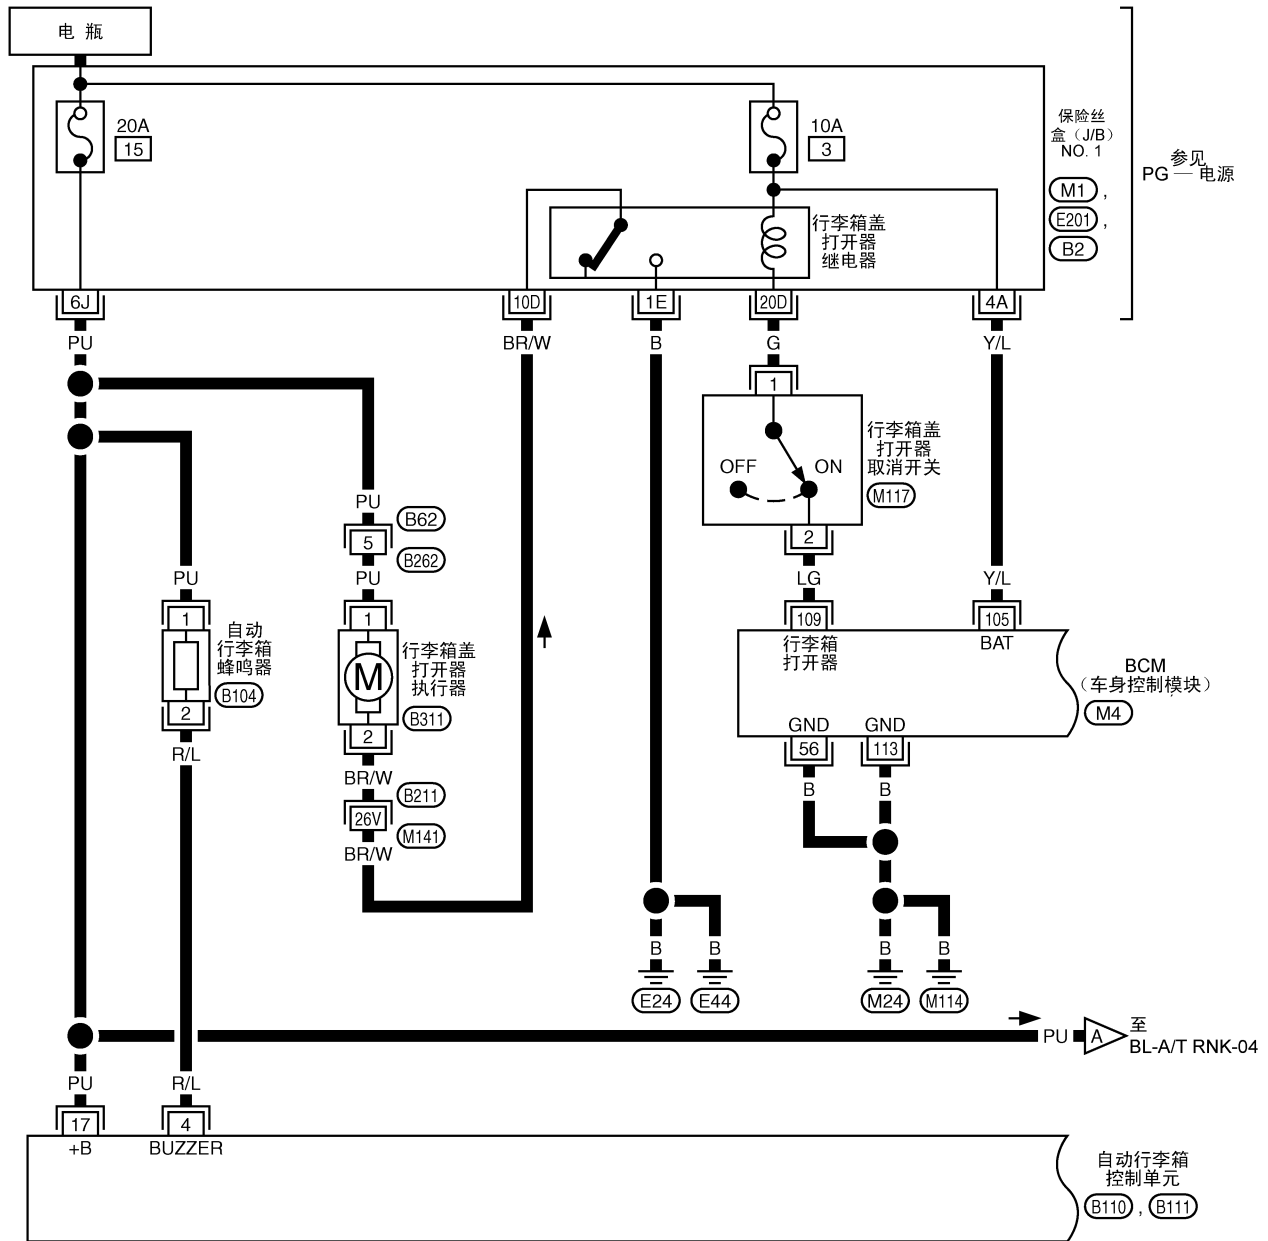 电 瓶
20A
15
10A
3
保险丝
盒（J/B）
NO. 1
M1 ,
E201 ,
B2
参见
PG — 电源
行李箱盖
打开器
继电器
6J
10D
1E
20D
4A
PU
BR/W
B
G
Y/L
1
行李箱盖
打开器
取消开关
M117
OFF
ON
2
PU
B62
5
B262
PU
PU
LG
Y/L
1
自动
行李箱
蜂鸣器
B104
2
R/L
1
M
行李箱盖
打开器
执行器
B311
2
BR/W
B211
26V
M141
BR/W
109
行李箱
打开器
105
BAT
BCM
（车身控制模块）
M4
GND
GND
56
113
B
B
B
B
B
B
E24
E44
M24
M114
PU
A
至
BL-A/T RNK-04
PU
R/L
17
4
+B
BUZZER
自动行李箱
控制单元
B110 , B111